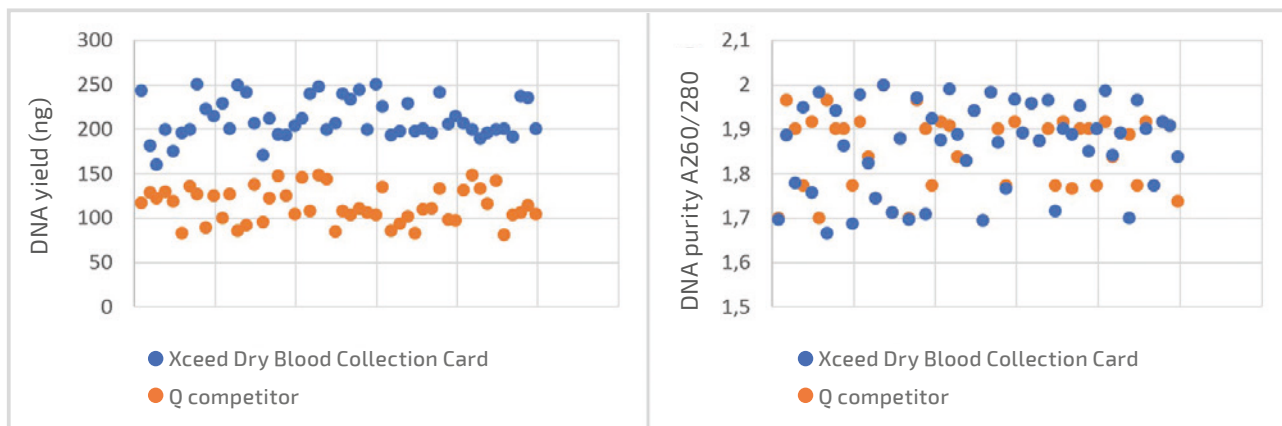 300
250
200
150
100
50
0
DNA yield (ng)
Xceed Dry Blood Collection Card
Q competitor
2,1
2
1,9
1,8
1,7
1,6
1,5
DNA purity A260/280
Xceed Dry Blood Collection Card
Q competitor